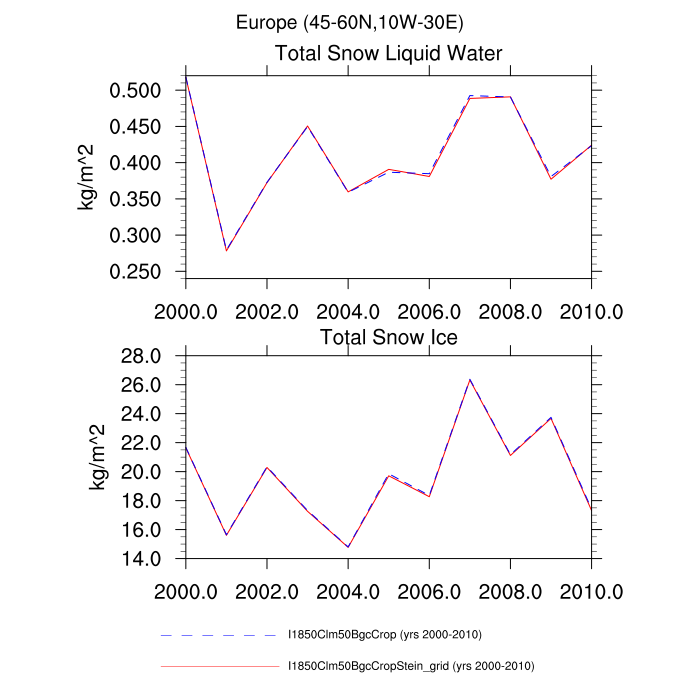 Europe (45-60N,10W-30E)
Total Snow Liquid Water
0.500
0.450
0.400
0.350
0.300
0.250
kg/m^2
2000.0 2002.0 2004.0 2006.0 2008.0 2010.0
Total Snow Ice
28.0
26.0
24.0
22.0
20.0
18.0
16.0
14.0
kg/m^2
2000.0 2002.0 2004.0 2006.0 2008.0 2010.0
I1850Clm50BgcCrop (yrs 2000-2010)
I1850Clm50BgcCropStein_grid (yrs 2000-2010)